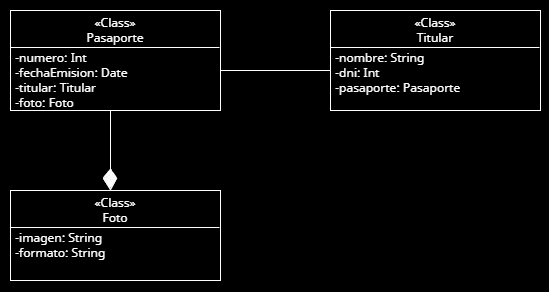 «Class»
Pasaporte
-numero: Int
-fechaEmision: Date
-titular: Titular
-foto: Foto
«Class»
Titular
-nombre: String
-dni: Int
-pasaporte: Pasaporte
«Class»
Foto
-imagen: String
-formato: String